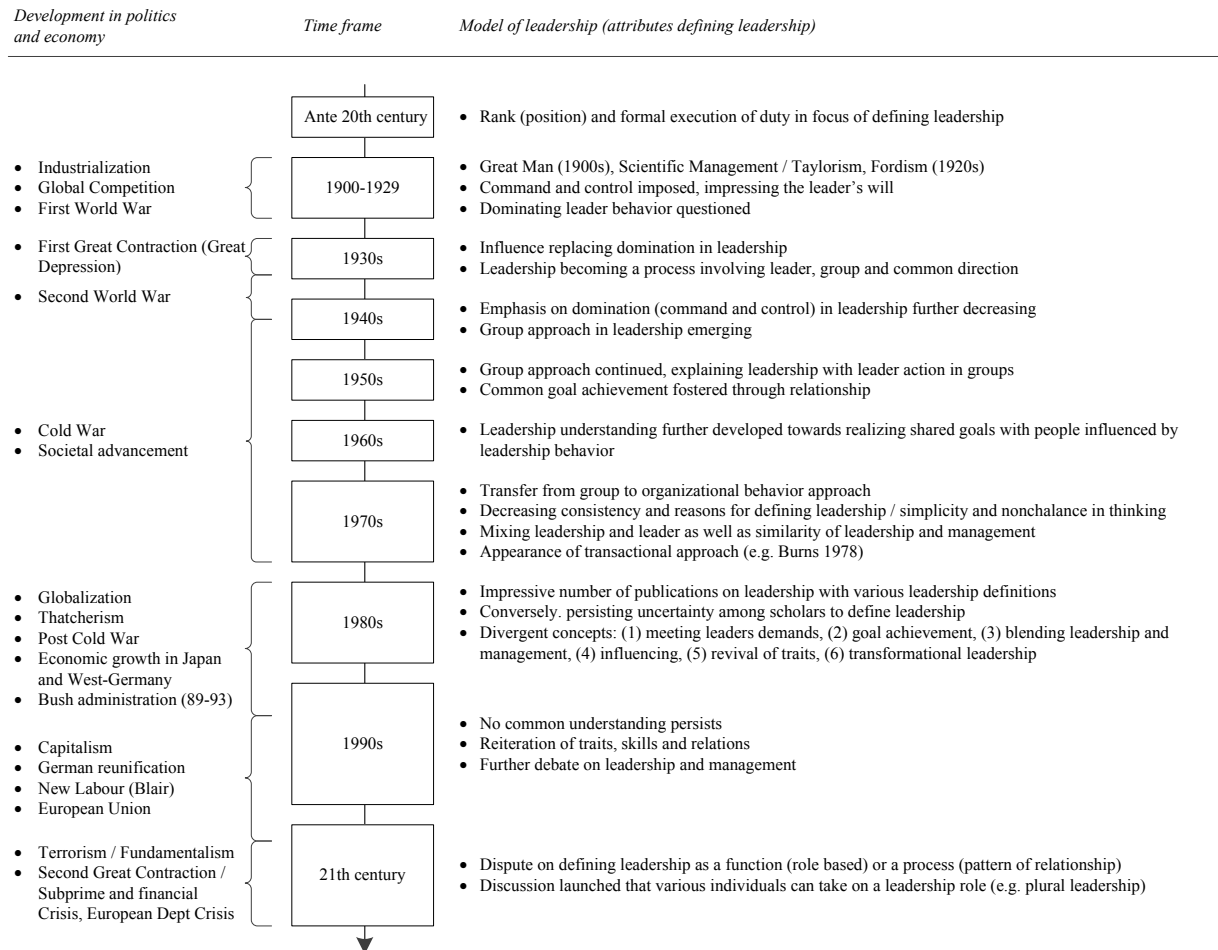 Development in politics
and economy
Time frame
Model of leadership (attributes defining leadership)
Ante 20th century
• Rank (position) and formal execution of duty in focus of defining leadership
• Industrialization
• Global Competition
• First World War
1900-1929
• Great Man (1900s), Scientific Management / Taylorism, Fordism (1920s)
• Command and control imposed, impressing the leader's will
• Dominating leader behavior questioned
• First Great Contraction (Great
Depression)
1930s
• Influence replacing domination in leadership
• Leadership becoming a process involving leader, group and common direction
• Second World War
1940s
• Emphasis on domination (command and control) in leadership further decreasing
• Group approach in leadership emerging
1950s
• Group approach continued, explaining leadership with leader action in groups
• Common goal achievement fostered through relationship
• Cold War
• Societal advancement
1960s
• Leadership understanding further developed towards realizing shared goals with people influenced by
leadership behavior
1970s
• Transfer from group to organizational behavior approach
• Decreasing consistency and reasons for defining leadership / simplicity and nonchalance in thinking
• Mixing leadership and leader as well as similarity of leadership and management
• Appearance of transactional approach (e.g. Burns 1978)
• Globalization
• Thatcherism
• Post Cold War
• Economic growth in Japan
and West-Germany
• Bush administration (89-93)
1980s
• Impressive number of publications on leadership with various leadership definitions
• Conversely. persisting uncertainty among scholars to define leadership
• Divergent concepts: (1) meeting leaders demands, (2) goal achievement, (3) blending leadership and
management, (4) influencing, (5) revival of traits, (6) transformational leadership
• Capitalism
• German reunification
• New Labour (Blair)
• European Union
1990s
• No common understanding persists
• Reiteration of traits, skills and relations
• Further debate on leadership and management
• Terrorism / Fundamentalism
• Second Great Contraction /
Subprime and financial
Crisis, European Dept Crisis
21th century
• Dispute on defining leadership as a function (role based) or a process (pattern of relationship)
• Discussion launched that various individuals can take on a leadership role (e.g. plural leadership)